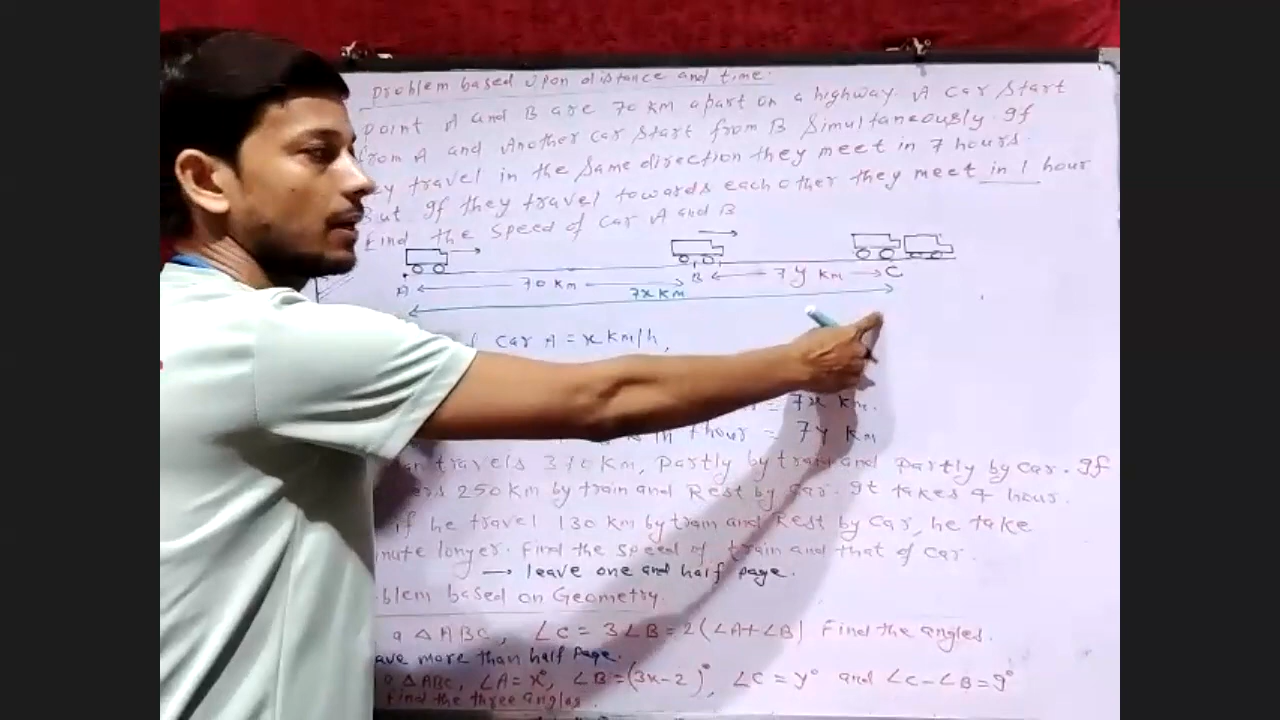 problem based upon distance and time.
point A and B are 70 km apart on a highway. A car start
from A and Another car start from B Simultaneously. If
ey travel in the same direction they meet in 7 hours.
But If they travel towards each other they meet in 1 hour
Find the speed of car A and B
A 70 km B 7y km C
7x km
car A = x km/h,
= 7x km.
in 7 hour = 7y km
travels 370 km, partly by train and partly by car. If
ers 250 km by train and Rest by car. It takes 4 hour.
if he travel 130 km by train and Rest by car, he take
nute longer. Find the speed of train and that of car.
→ leave one and half page.
blem based on Geometry.
a △ABC, ∠C = 3∠B = 2(∠A+∠B) Find the angles.
ave more than half page.
a △ABC, ∠A = x°, ∠B = (3x-2)°, ∠C = y° and ∠C - ∠B = 9°
Find the three angles.